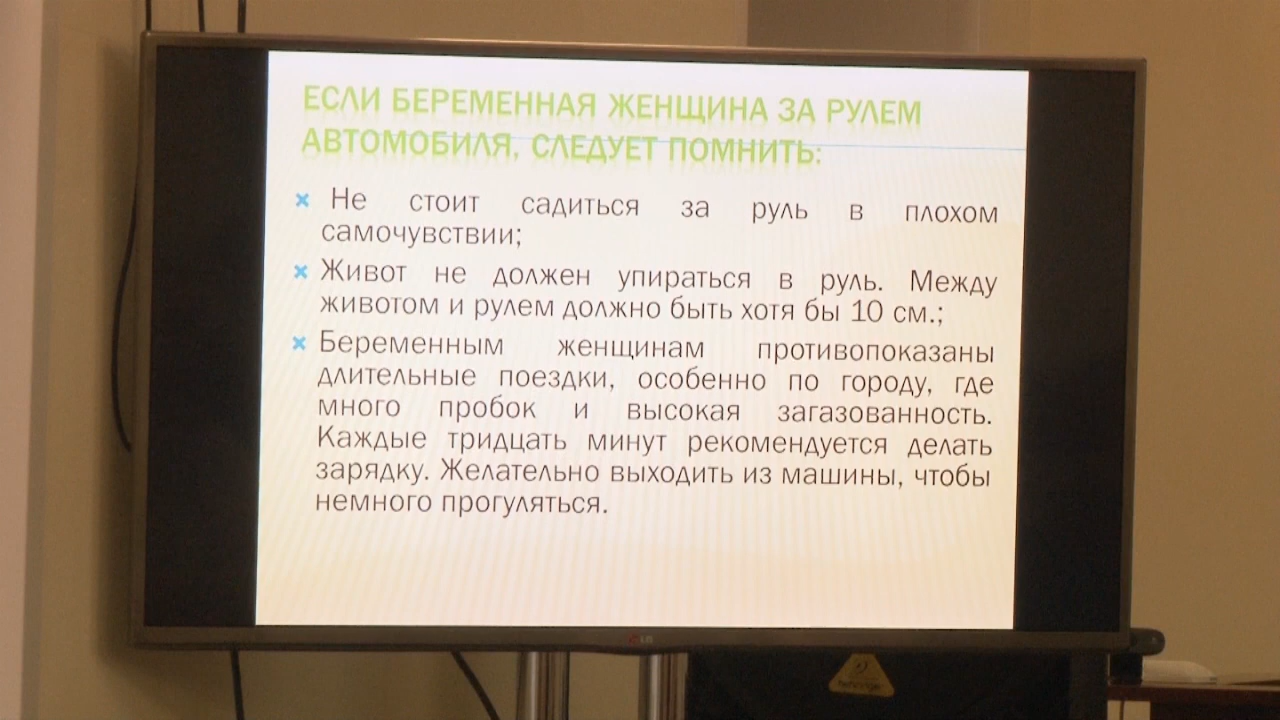 ЕСЛИ БЕРЕМЕННАЯ ЖЕНЩИНА ЗА РУЛЕМ
АВТОМОБИЛЯ, СЛЕДУЕТ ПОМНИТЬ:
Не стоит садиться за руль в плохом
самочувствии;
Живот не должен упираться в руль. Между
животом и рулем должно быть хотя бы 10 см.;
Беременным женщинам противопоказаны
длительные поездки, особенно по городу, где
много пробок и высокая загазованность.
Каждые тридцать минут рекомендуется делать
зарядку. Желательно выходить из машины, чтобы
немного прогуляться.
LG